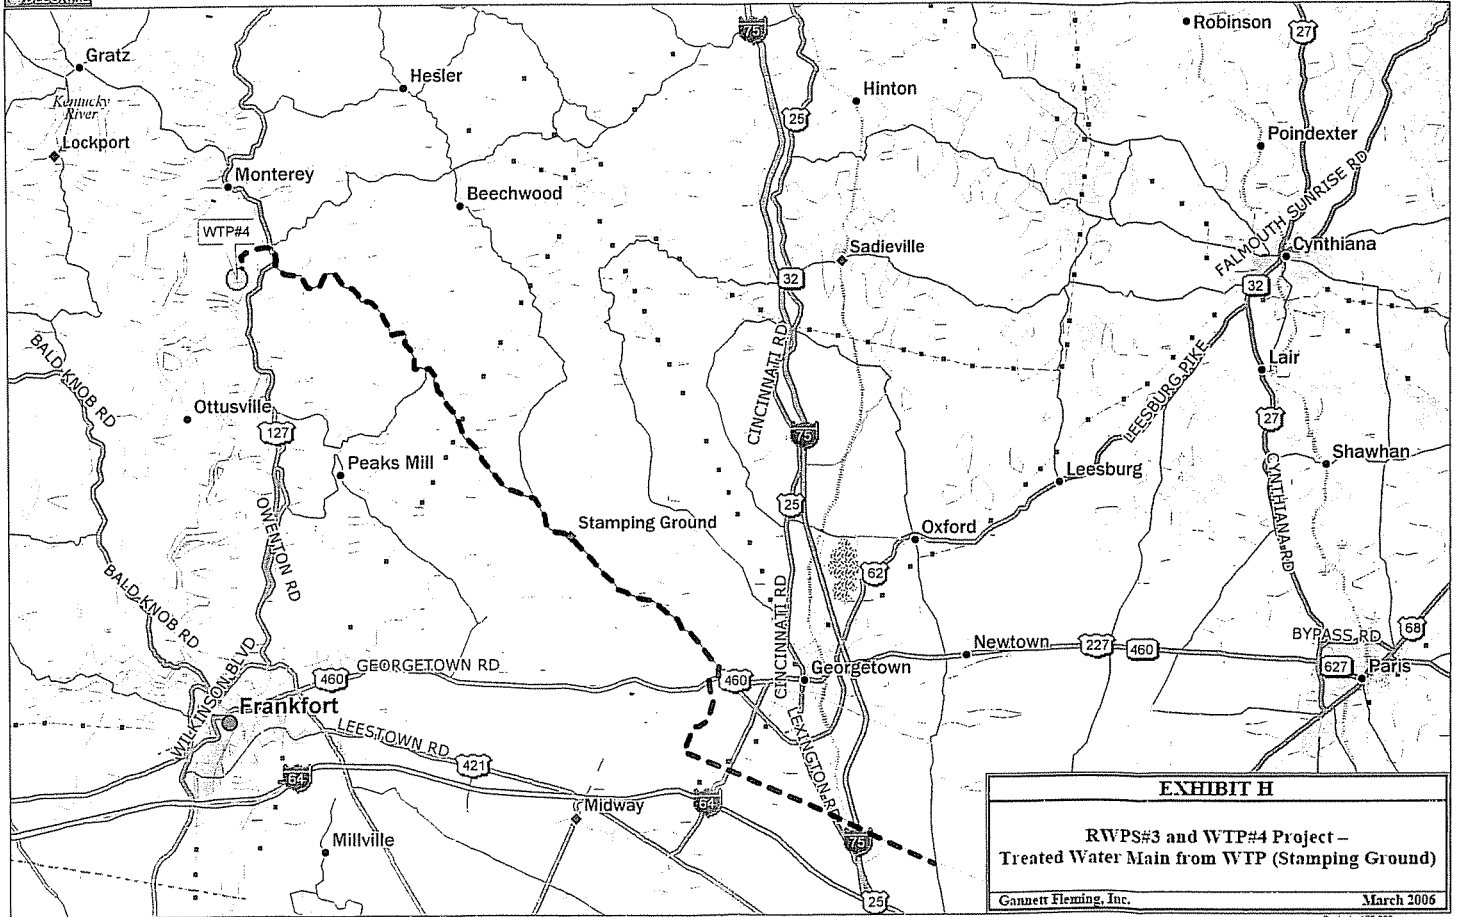 75
Robinson
27
Gratz
Hesler
Hinton
Kentucky
River
25
Lockport
Poindexter
Monterey
Beechwood
FALMOUTH SUNRISE RD
WTP#4
Sadieville
Cynthiana
32
32
BALD KNOB RD
CINCINNATI RD
LEESBURG PIKE
Lair
Ottusville
127
75
27
Peaks Mill
Leesburg
Shawhan
CYNTHIANA RD
OWENTON RD
25
Stamping Ground
Oxford
BALD KNOB RD
62
CINCINNATI RD
WILKINSON BLVD
GEORGETOWN RD
460
460
Georgetown
Newtown
227
460
BYPASS RD
68
627
Paris
Frankfort
LEESTOWN RD
421
LEXINGTON RD
64
64
Midway
75
Millville
25
EXHIBIT H
RWPS#3 and WTP#4 Project –
Treated Water Main from WTP (Stamping Ground)
Gannett Fleming, Inc.
March 2006